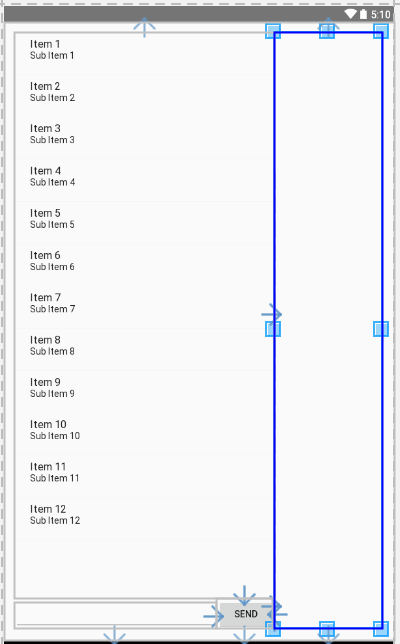 5:10
Item 1
Sub Item 1
Item 2
Sub Item 2
Item 3
Sub Item 3
Item 4
Sub Item 4
Item 5
Sub Item 5
Item 6
Sub Item 6
Item 7
Sub Item 7
Item 8
Sub Item 8
Item 9
Sub Item 9
Item 10
Sub Item 10
Item 11
Sub Item 11
Item 12
Sub Item 12
SEND